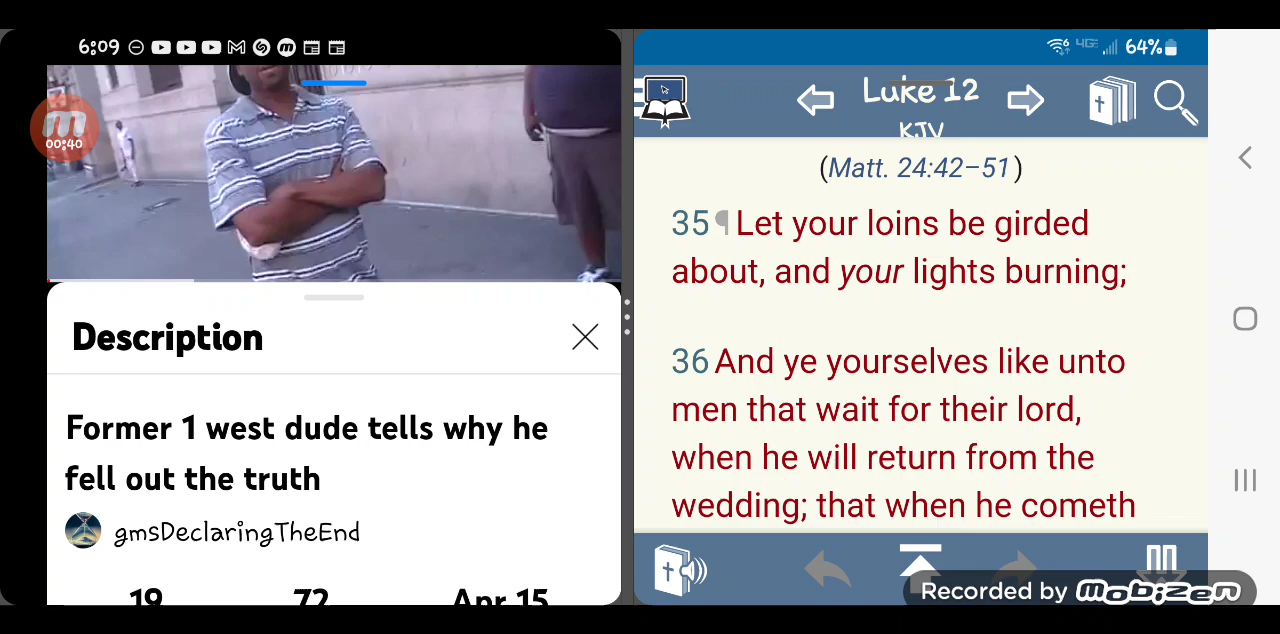 6:09
00:40
Description
Former 1 west dude tells why he
fell out the truth
gmsDeclaringTheEnd
19 72 Apr 15
4GE 64%
Luke 12
KJV
(Matt. 24:42–51)
35 ¶ Let your loins be girded
about, and your lights burning;
36 And ye yourselves like unto
men that wait for their lord,
when he will return from the
wedding; that when he cometh
Recorded by mobizen